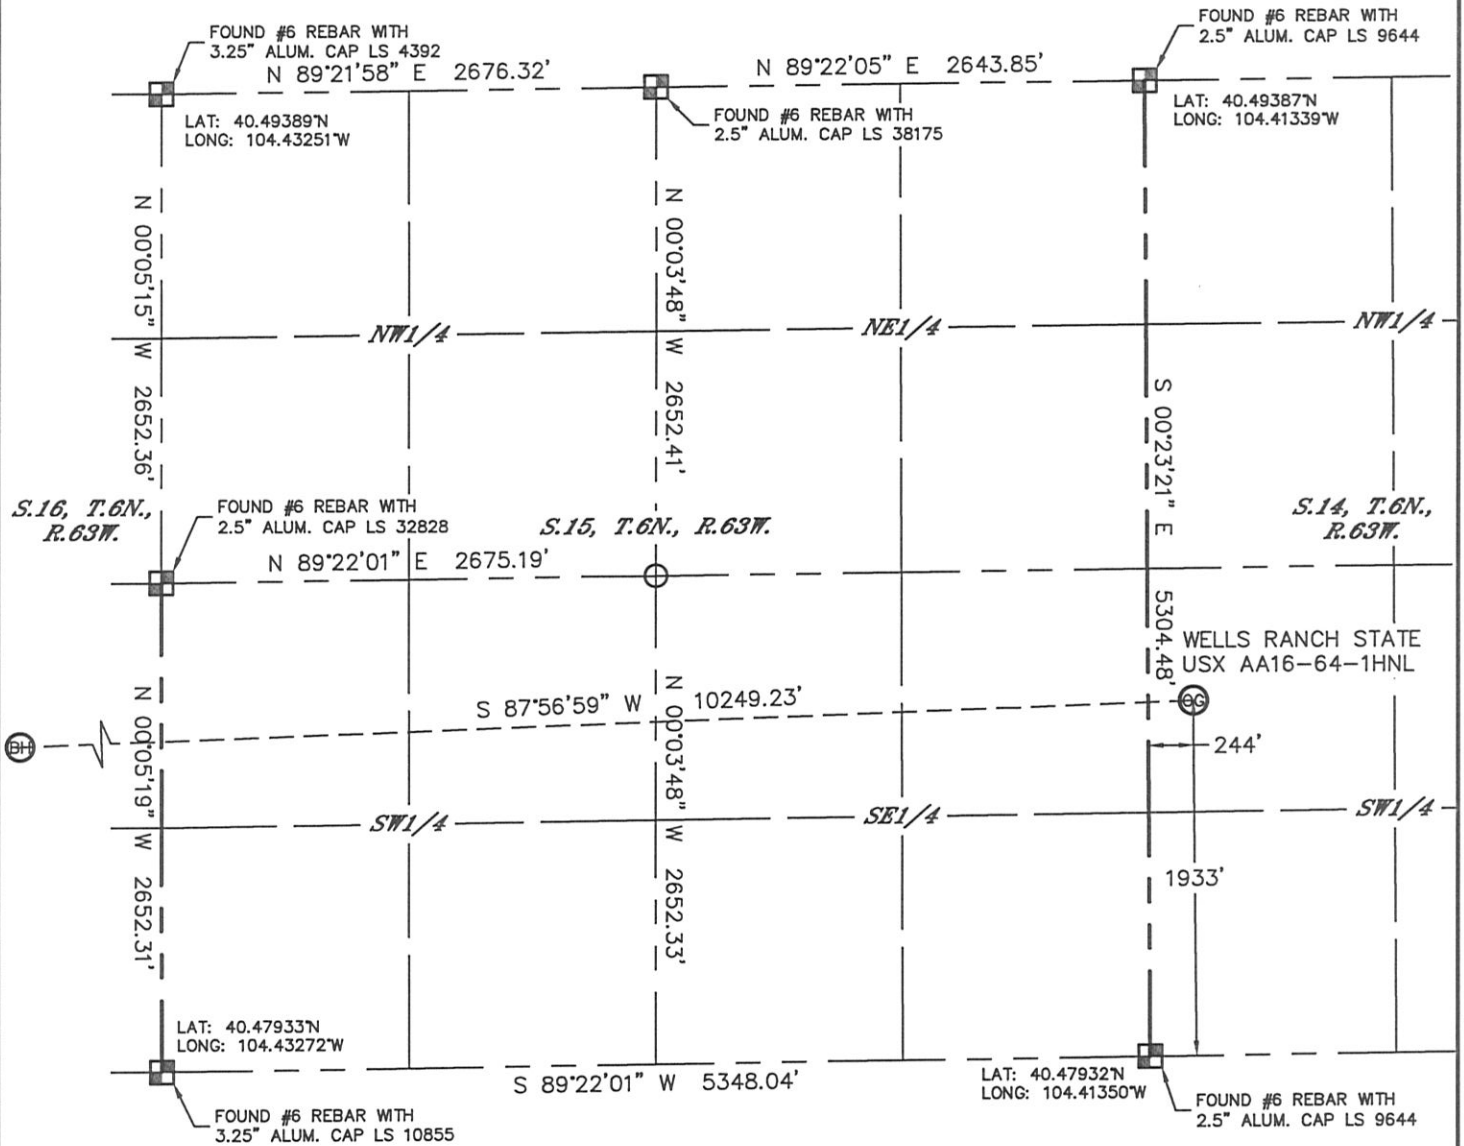 FOUND #6 REBAR WITH
3.25" ALUM. CAP LS 4392
N 89°21'58" E 2676.32'
N 89°22'05" E 2643.85'
FOUND #6 REBAR WITH
2.5" ALUM. CAP LS 9644
LAT: 40.49389°N
LONG: 104.43251°W
FOUND #6 REBAR WITH
2.5" ALUM. CAP LS 38175
LAT: 40.49387°N
LONG: 104.41339°W
N 00°05'15" W 2652.36'
N 00°03'48" W 2652.41'
S 00°23'21" E 5304.48'
NW1/4
NE1/4
NW1/4
S.16, T.6N.,
R.63W.
FOUND #6 REBAR WITH
2.5" ALUM. CAP LS 32828
S.15, T.6N., R.63W.
S.14, T.6N.,
R.63W.
N 89°22'01" E 2675.19'
WELLS RANCH STATE
USX AA16-64-1HNL
S 87°56'59" W 10249.23'
OG
BH
244'
N 00°05'19" W 2652.31'
N 00°03'48" W 2652.33'
SW1/4
SE1/4
SW1/4
1933'
LAT: 40.47933°N
LONG: 104.43272°W
S 89°22'01" W 5348.04'
LAT: 40.47932°N
LONG: 104.41350°W
FOUND #6 REBAR WITH
3.25" ALUM. CAP LS 10855
FOUND #6 REBAR WITH
2.5" ALUM. CAP LS 9644